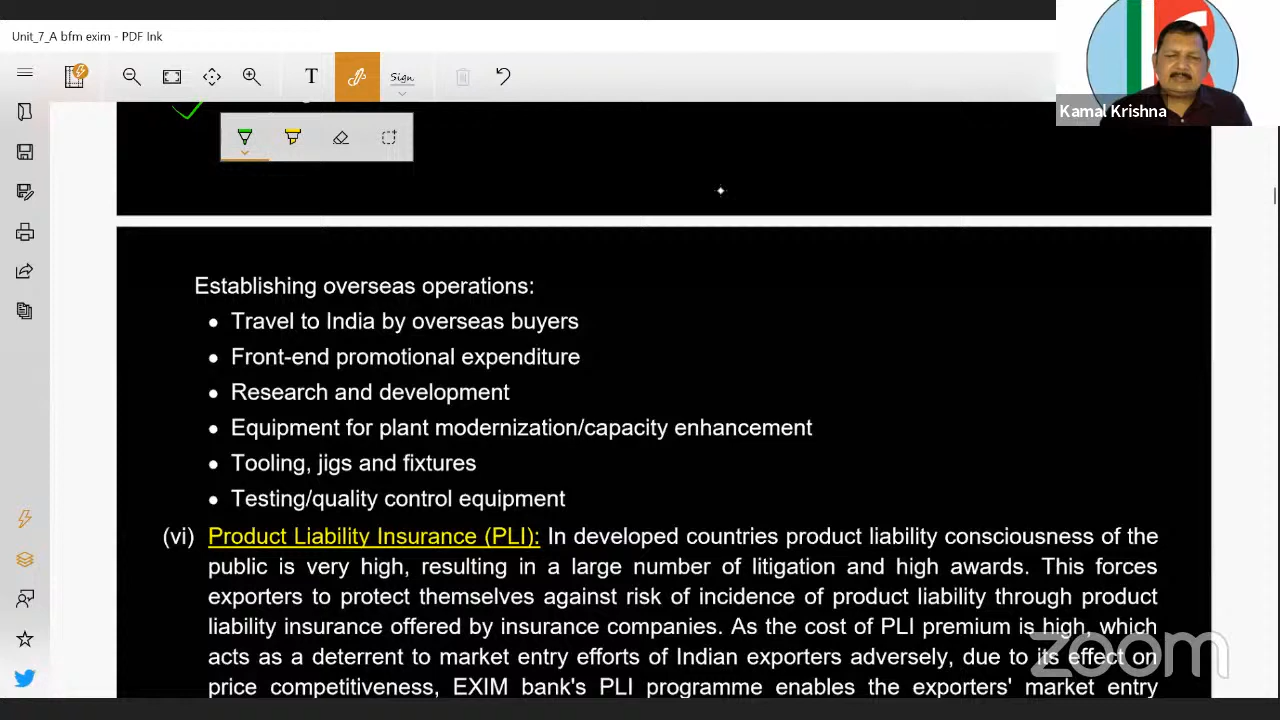 Unit_7_A bfm exim - PDF Ink
T
Sign
Kamal Krishna
Establishing overseas operations:
• Travel to India by overseas buyers
• Front-end promotional expenditure
• Research and development
• Equipment for plant modernization/capacity enhancement
• Tooling, jigs and fixtures
• Testing/quality control equipment
(vi) Product Liability Insurance (PLI): In developed countries product liability consciousness of the
public is very high, resulting in a large number of litigation and high awards. This forces
exporters to protect themselves against risk of incidence of product liability through product
liability insurance offered by insurance companies. As the cost of PLI premium is high, which
acts as a deterrent to market entry efforts of Indian exporters adversely, due to its effect on
price competitiveness, EXIM bank's PLI programme enables the exporters' market entry
zoom